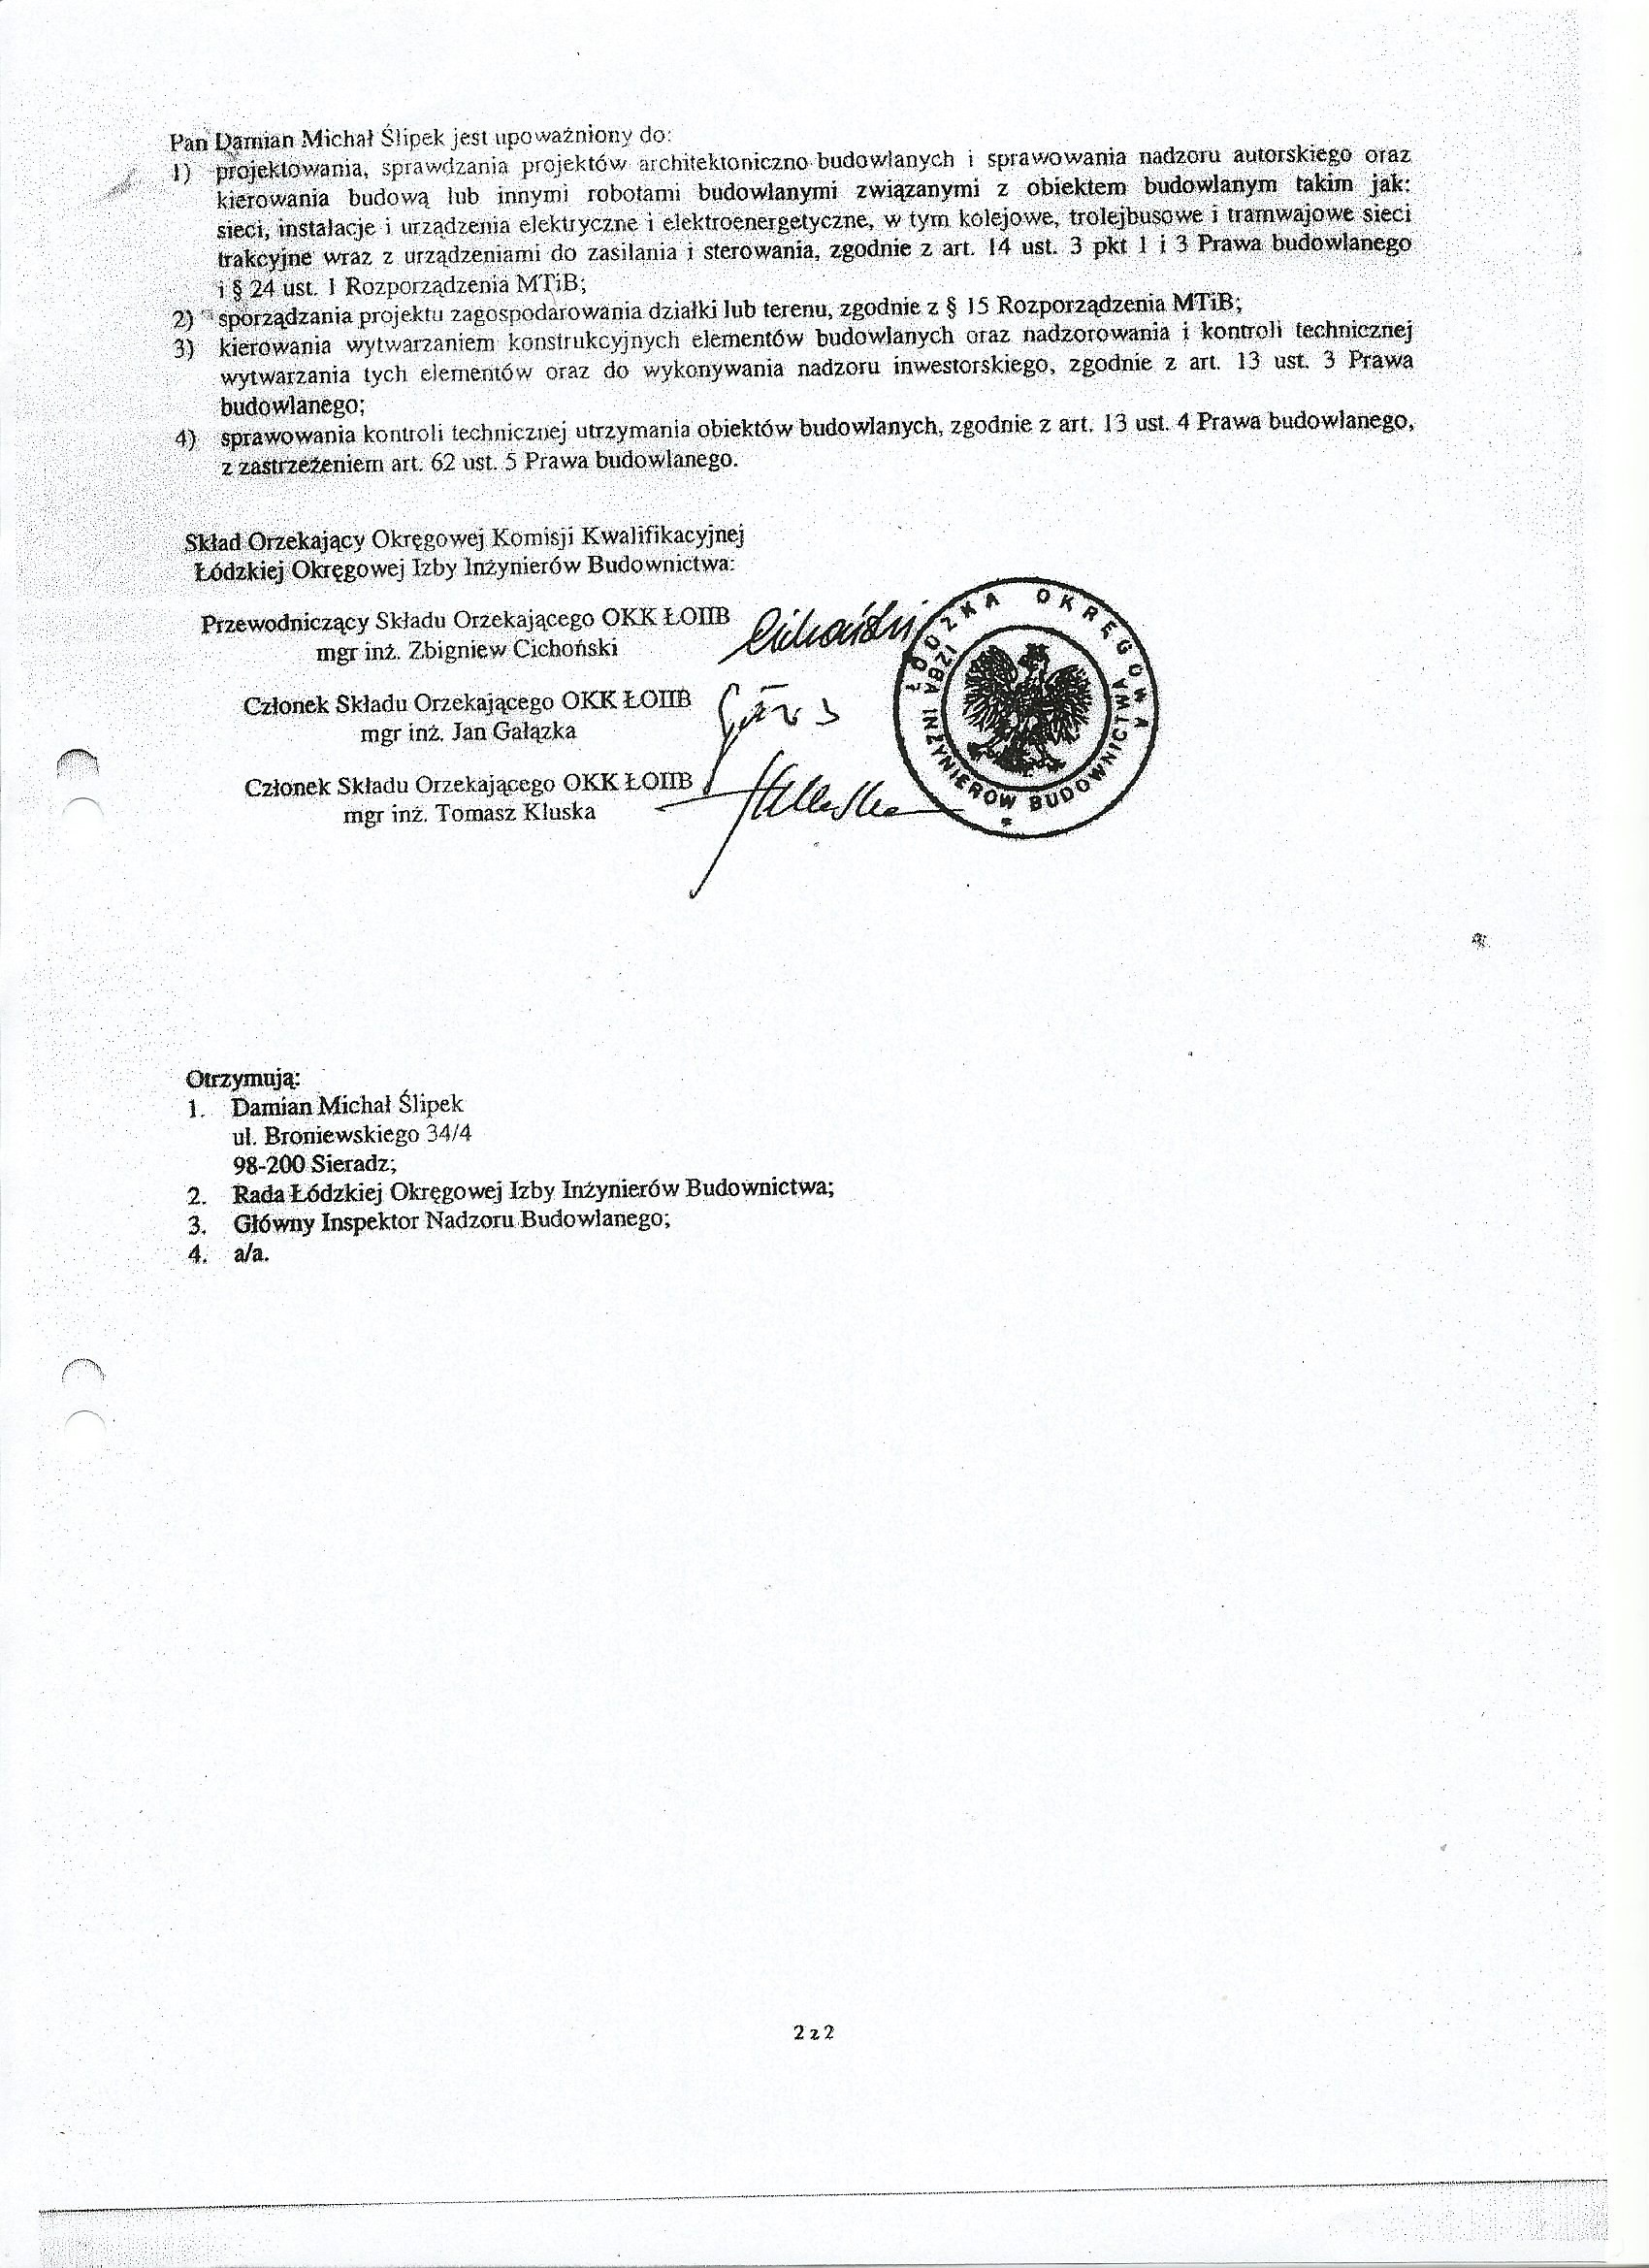 Pan Damian Michał Ślipek jest upoważniony do:
1) projektowania, sprawdzania projektów architektoniczno-budowlanych i sprawowania nadzoru autorskiego oraz
kierowania budową lub innymi robotami budowlanymi związanymi z obiektem budowlanym takim jak:
sieci, instalacje i urządzenia elektryczne i elektroenergetyczne, w tym kolejowe, trolejbusowe i tramwajowe sieci
trakcyjne wraz z urządzeniami do zasilania i sterowania, zgodnie z art. 14 ust. 3 pkt 1 i 3 Prawa budowlanego
i § 24 ust. 1 Rozporządzenia MTiB;
2) sporządzania projektu zagospodarowania działki lub terenu, zgodnie z § 15 Rozporządzenia MTiB;
3) kierowania wytwarzaniem konstrukcyjnych elementów budowlanych oraz nadzorowania i kontroli technicznej
wytwarzania tych elementów oraz do wykonywania nadzoru inwestorskiego, zgodnie z art. 13 ust. 3 Prawa
budowlanego;
4) sprawowania kontroli technicznej utrzymania obiektów budowlanych, zgodnie z art. 13 ust. 4 Prawa budowlanego,
z zastrzeżeniem art. 62 ust. 5 Prawa budowlanego.
Skład Orzekający Okręgowej Komisji Kwalifikacyjnej
Łódzkiej Okręgowej Izby Inżynierów Budownictwa:
Przewodniczący Składu Orzekającego OKK ŁOIIB
mgr inż. Zbigniew Cichoński
Członek Składu Orzekającego OKK ŁOIIB
mgr inż. Jan Gałązka
Członek Składu Orzekającego OKK ŁOIIB
mgr inż. Tomasz Kluska
ŁÓDZKA OKRĘGOWA
IZBA INŻYNIERÓW BUDOWNICTWA
Otrzymują:
1. Damian Michał Ślipek
ul. Broniewskiego 34/4
98-200 Sieradz;
2. Rada Łódzkiej Okręgowej Izby Inżynierów Budownictwa;
3. Główny Inspektor Nadzoru Budowlanego;
4. a/a.
2 z 2